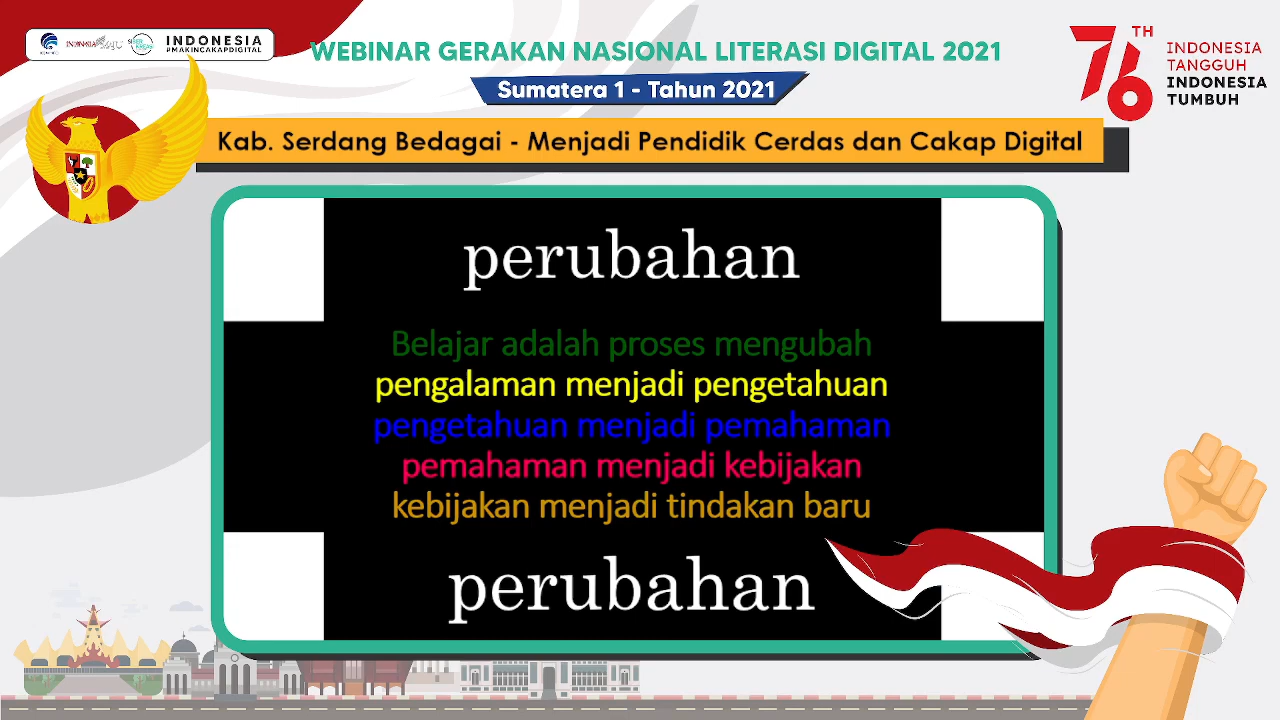 INDONESIA
#MAKINCAKAPDIGITAL
WEBINAR GERAKAN NASIONAL LITERASI DIGITAL 2021
Sumatera 1 - Tahun 2021
76 TH
INDONESIA
TANGGUH
INDONESIA
TUMBUH
Kab. Serdang Bedagai - Menjadi Pendidik Cerdas dan Cakap Digital
perubahan
Belajar adalah proses mengubah
pengalaman menjadi pengetahuan
pengetahuan menjadi pemahaman
pemahaman menjadi kebijakan
kebijakan menjadi tindakan baru
perubahan